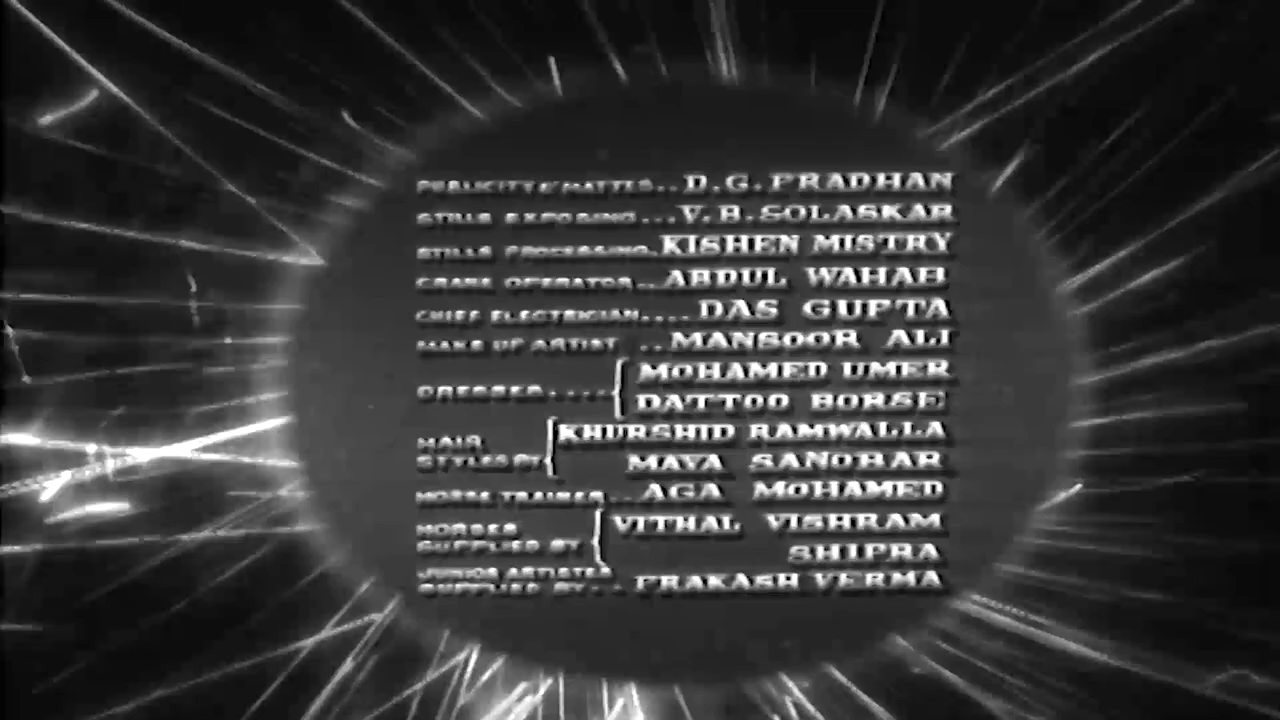 PUBLICITY & MATTES..D.G.PRADHAN
STILLS EXPOSING...V.B.SOLASKAR
STILLS PROCESSING.KISHEN MISTRY
CRANE OPERATOR..ABDUL WAHAB
CHIEF ELECTRICIAN....DAS GUPTA
MAKE UP ARTIST ..MANSOOR ALI
DRESSER.....{MOHAMED UMER
DATTOO BORSE
HAIR STYLES BY{KHURSHID RAMWALLA
MAYA SANOBAR
HORSE TRAINER..AGA MOHAMED
HORSES SUPPLIED BY{VITHAL VISHRAM
SHIPRA
JUNIOR ARTISTES
SUPPLIED BY..PRAKASH VERMA